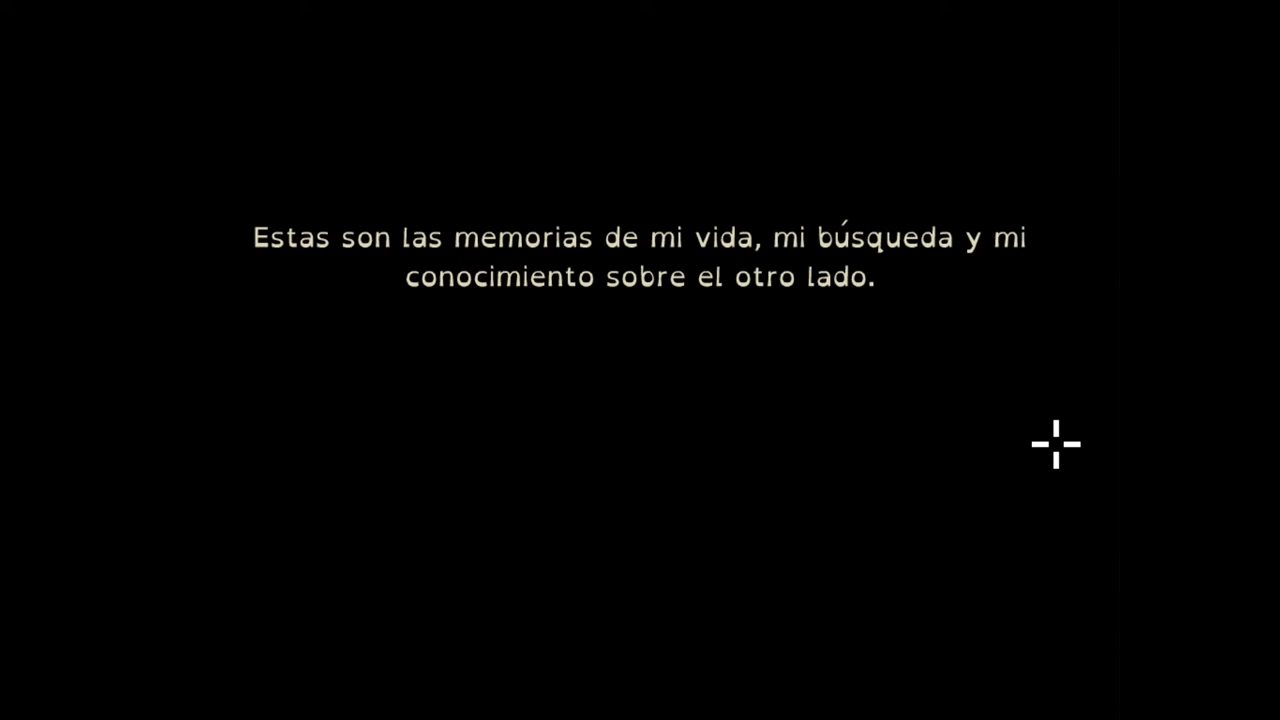 Estas son las memorias de mi vida, mi búsqueda y mi
conocimiento sobre el otro lado.